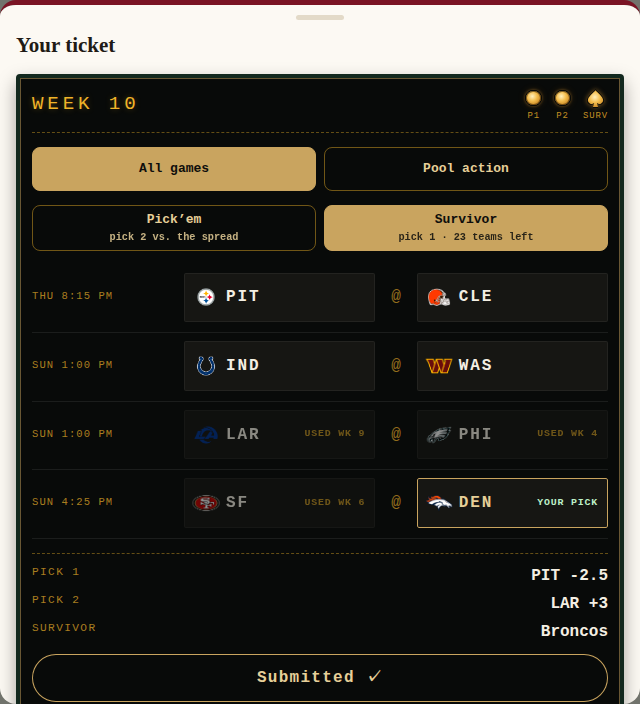 Your ticket
WEEK 10
P1 P2 SURV
All games
Pool action
Pick’em
pick 2 vs. the spread
Survivor
pick 1 · 23 teams left
THU 8:15 PM PIT @ CLE
SUN 1:00 PM IND @ WAS
SUN 1:00 PM LAR USED WK 9 @ PHI USED WK 4
SUN 4:25 PM SF USED WK 6 @ DEN YOUR PICK
PICK 1 PIT -2.5
PICK 2 LAR +3
SURVIVOR Broncos
Submitted ✓